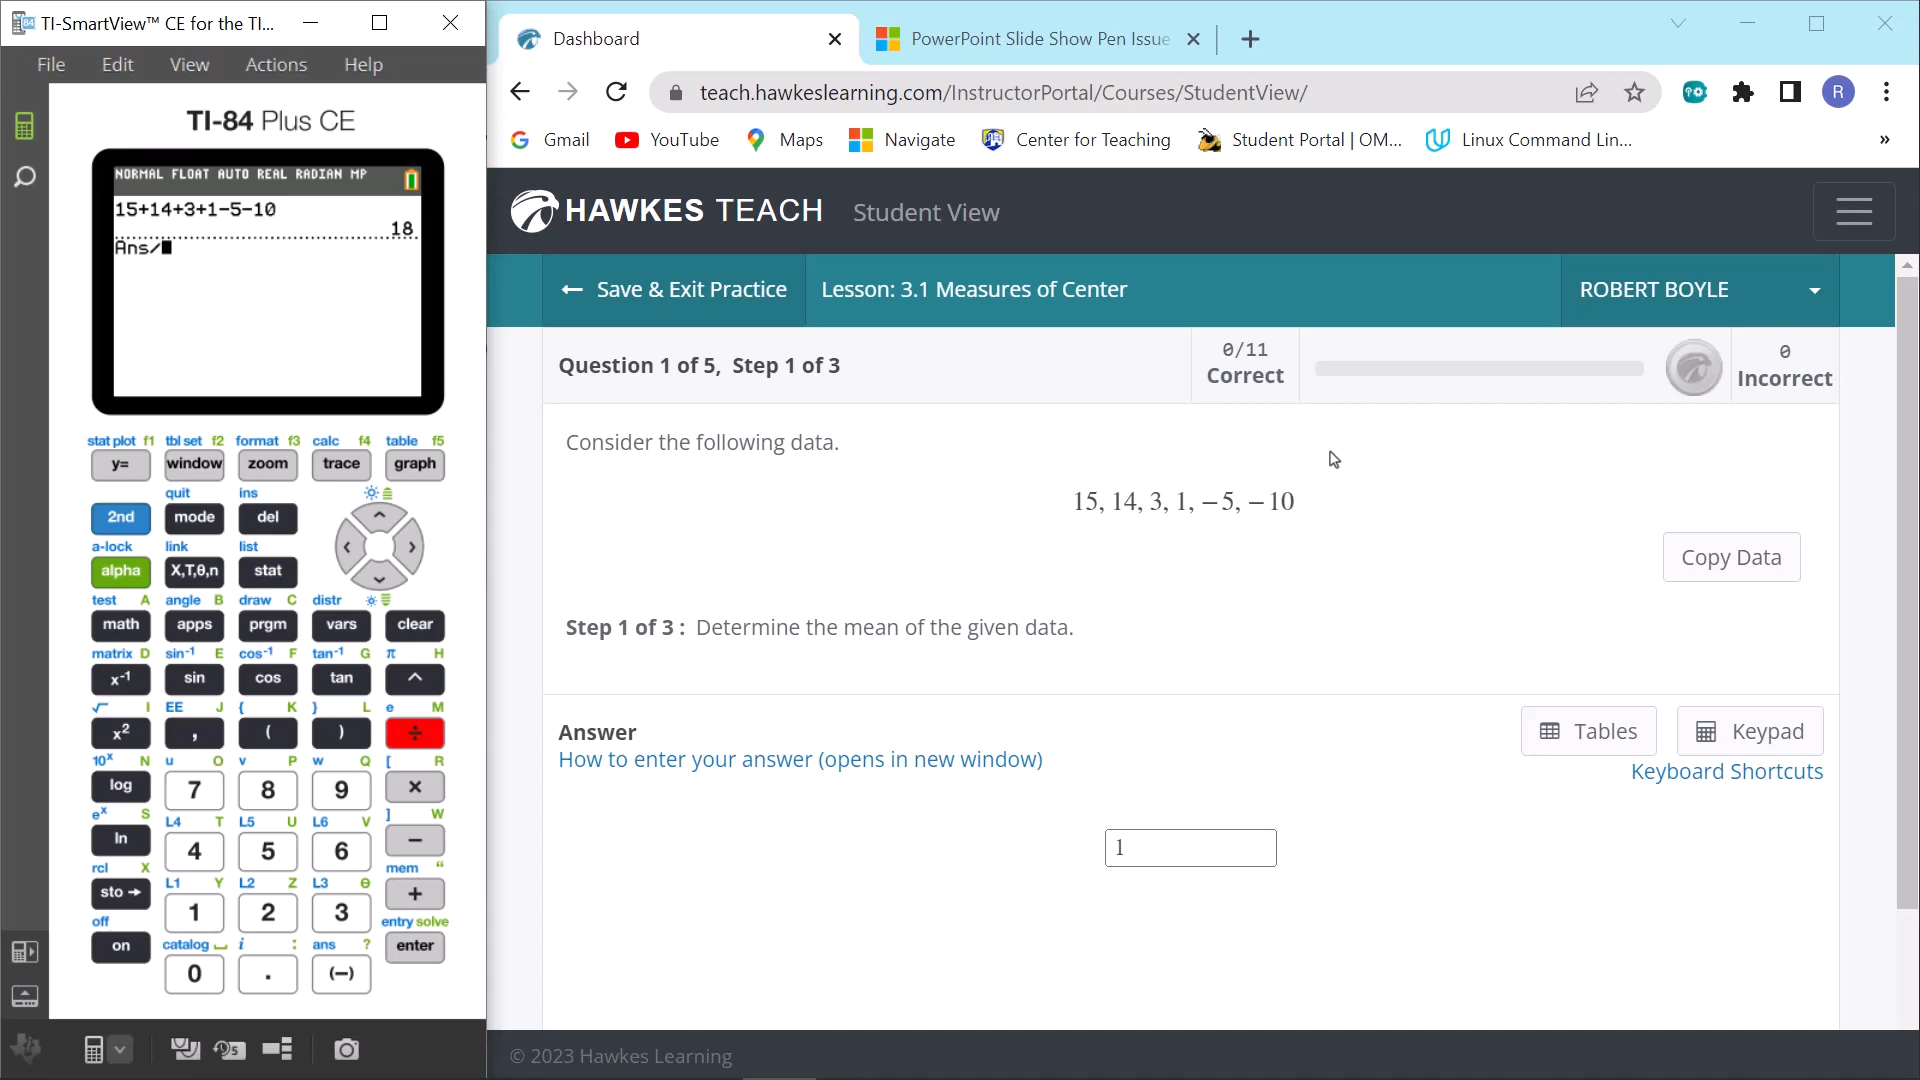 TI-SmartView™ CE for the TI...
File Edit View Actions Help
TI-84 Plus CE
NORMAL FLOAT AUTO REAL RADIAN MP
15+14+3+1-5-10
18
Ans/
stat plot f1 tbl set f2 format f3 calc f4 table f5
y= window zoom trace graph
quit ins
2nd mode del
a-lock link list
alpha X,T,θ,n stat
test A angle B draw C distr
math apps prgm vars clear
matrix D sin⁻¹ E cos⁻¹ F tan⁻¹ G π H
x⁻¹ sin cos tan ^
√ I EE J { K } L e M
x² , ( ) ÷
10ˣ N u O v P w Q [ R
log 7 8 9 ×
eˣ S L4 T L5 U L6 V ] W
ln 4 5 6 −
rcl X L1 Y L2 Z L3 θ mem “
sto → 1 2 3 +
off catalog i : ans ? entry solve
on 0 . (−) enter
Dashboard
PowerPoint Slide Show Pen Issue
teach.hawkeslearning.com/InstructorPortal/Courses/StudentView/
R
Gmail YouTube Maps Navigate Center for Teaching Student Portal | OM... Linux Command Lin... »
HAWKES TEACH Student View
← Save & Exit Practice Lesson: 3.1 Measures of Center ROBERT BOYLE
Question 1 of 5, Step 1 of 3
0/11
Correct
0
Incorrect
Consider the following data.
15, 14, 3, 1, −5, −10
Copy Data
Step 1 of 3 : Determine the mean of the given data.
Answer
How to enter your answer (opens in new window)
Tables Keypad
Keyboard Shortcuts
1
© 2023 Hawkes Learning